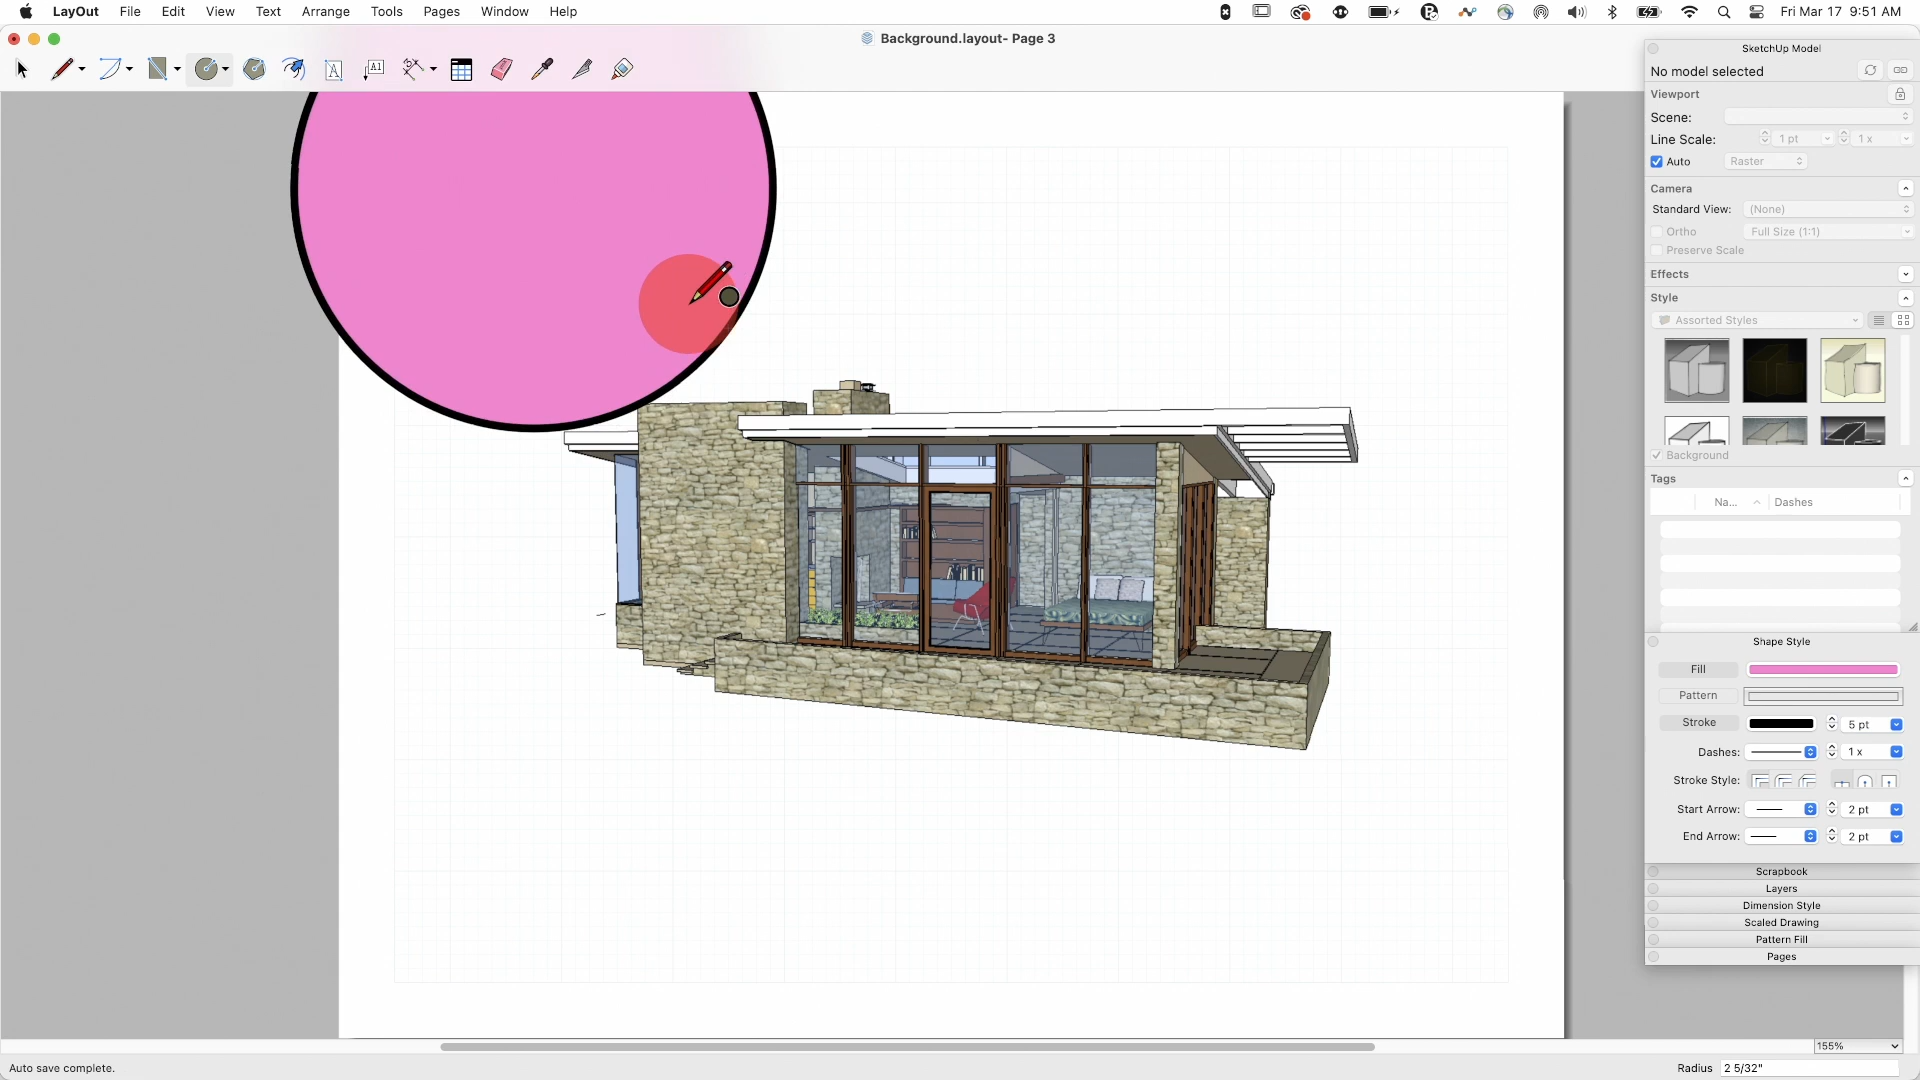 LayOut File Edit View Text Arrange Tools Pages Window Help Fri Mar 17 9:51 AM
Background.layout- Page 3
SketchUp Model
No model selected
Viewport
Scene:
Line Scale: 1 pt 1 x
Auto Raster
Camera
Standard View: (None)
Ortho Full Size (1:1)
Preserve Scale
Effects
Style
Assorted Styles
Background
Tags
Na... Dashes
Shape Style
Fill
Pattern
Stroke 5 pt
Dashes: 1 x
Stroke Style:
Start Arrow: 2 pt
End Arrow: 2 pt
Scrapbook
Layers
Dimension Style
Scaled Drawing
Pattern Fill
Pages
155%
Auto save complete. Radius 2 5/32"